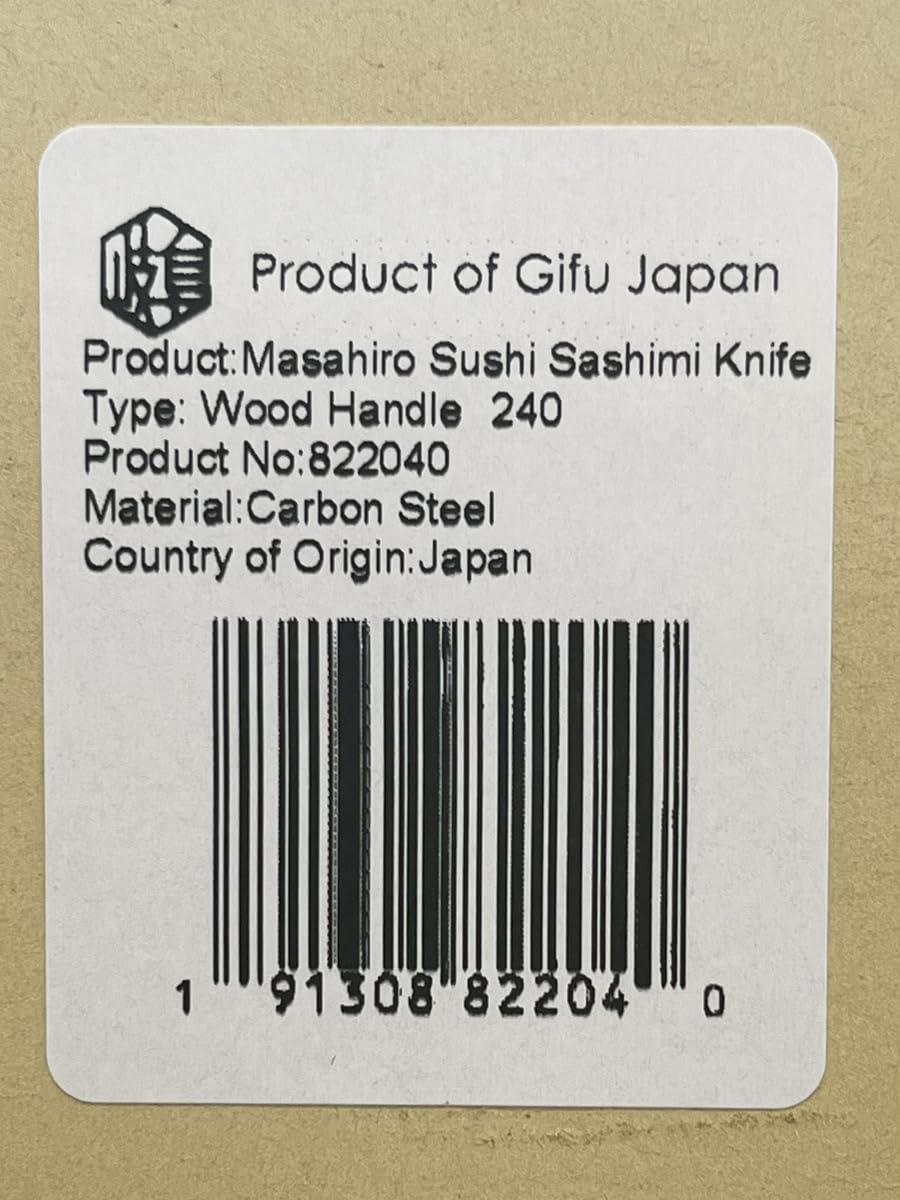 Product of Gifu Japan
Product:Masahiro Sushi Sashimi Knife
Type: Wood Handle 240
Product No:822040
Material:Carbon Steel
Country of Origin:Japan
1 91308 82204 0